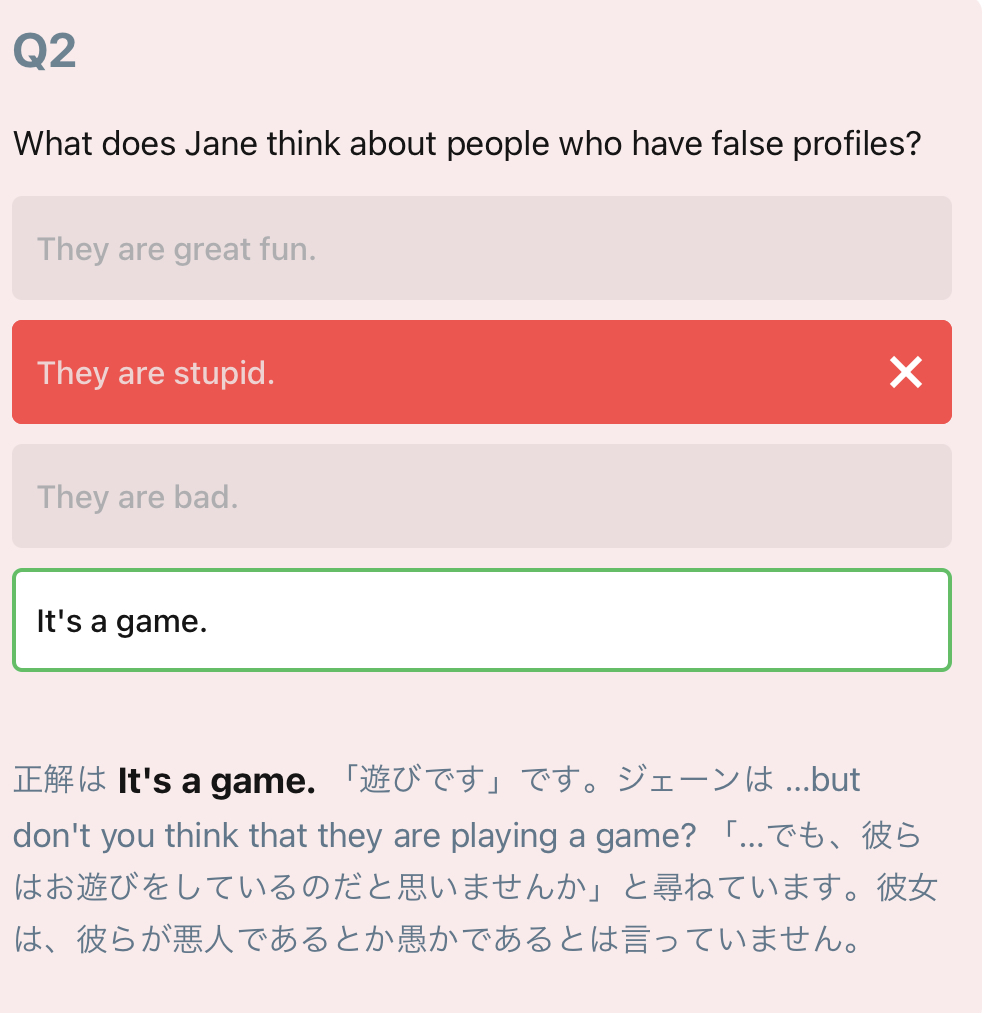 Q2
What does Jane think about people who have false profiles?
They are great fun.
They are stupid.
They are bad.
It's a game.
正解は It's a game. 「遊びです」です。ジェーンは ...but
don't you think that they are playing a game? 「...でも、彼ら
はお遊びをしているのだと思いませんか」と尋ねています。彼女
は、彼らが悪人であるとか愚かであるとは言っていません。